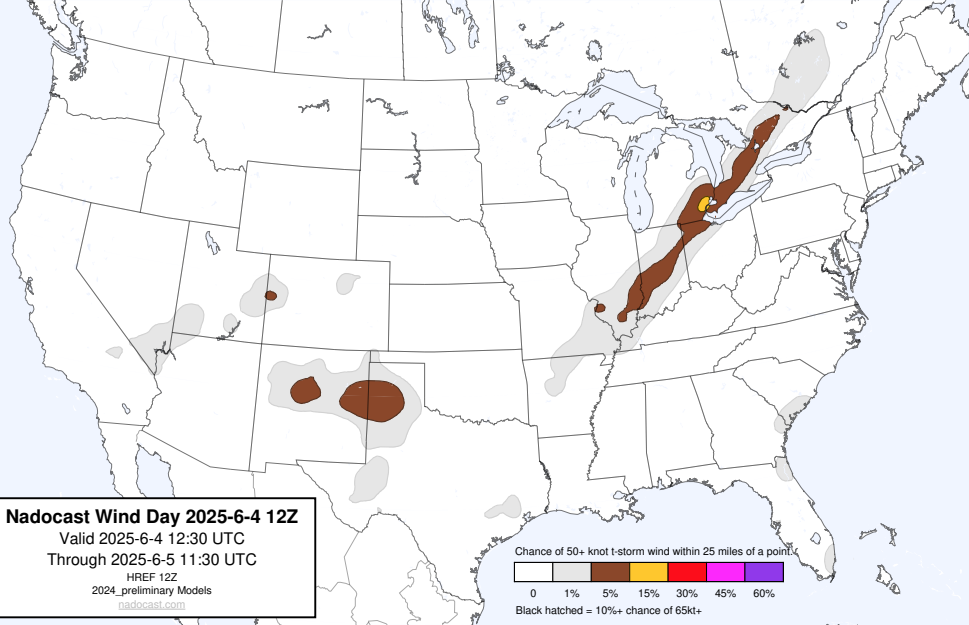 Nadocast Wind Day 2025-6-4 12Z
Valid 2025-6-4 12:30 UTC
Through 2025-6-5 11:30 UTC
HREF 12Z
2024_preliminary Models
nadocast.com
Chance of 50+ knot t-storm wind within 25 miles of a point.
0 1% 5% 15% 30% 45% 60%
Black hatched = 10%+ chance of 65kt+